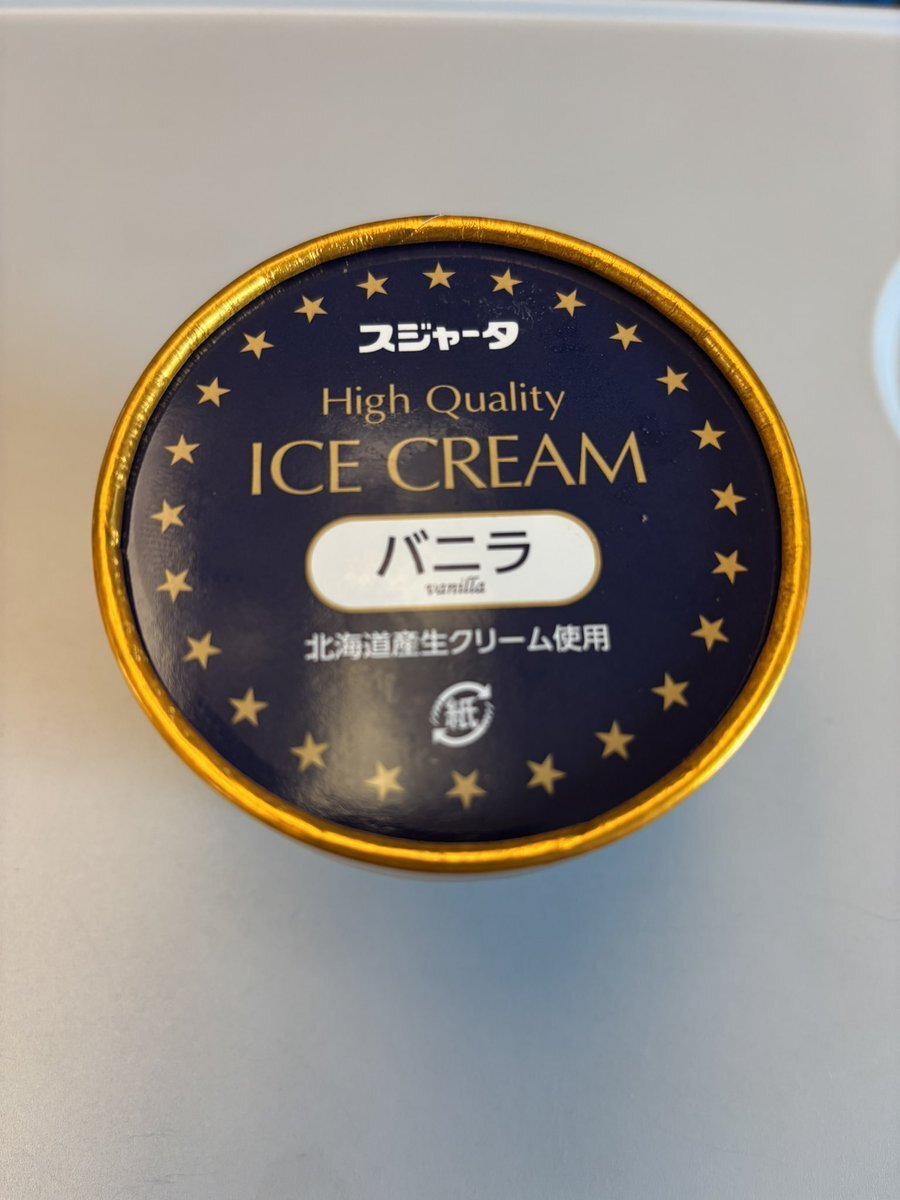 スジャータ
High Quality
ICE CREAM
バニラ
vanilla
北海道産生クリーム使用
紙